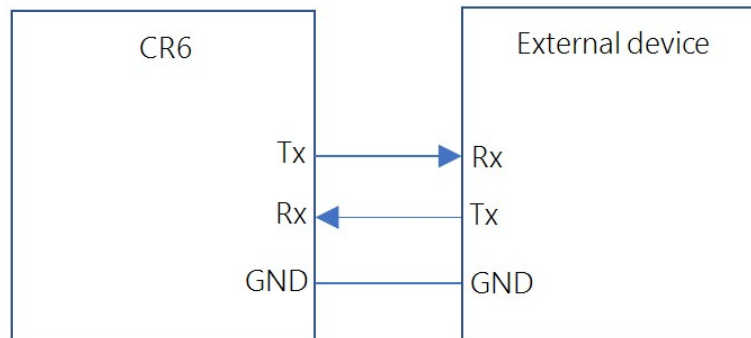 CR6
External device
Tx
Rx
Rx
Tx
GND
GND